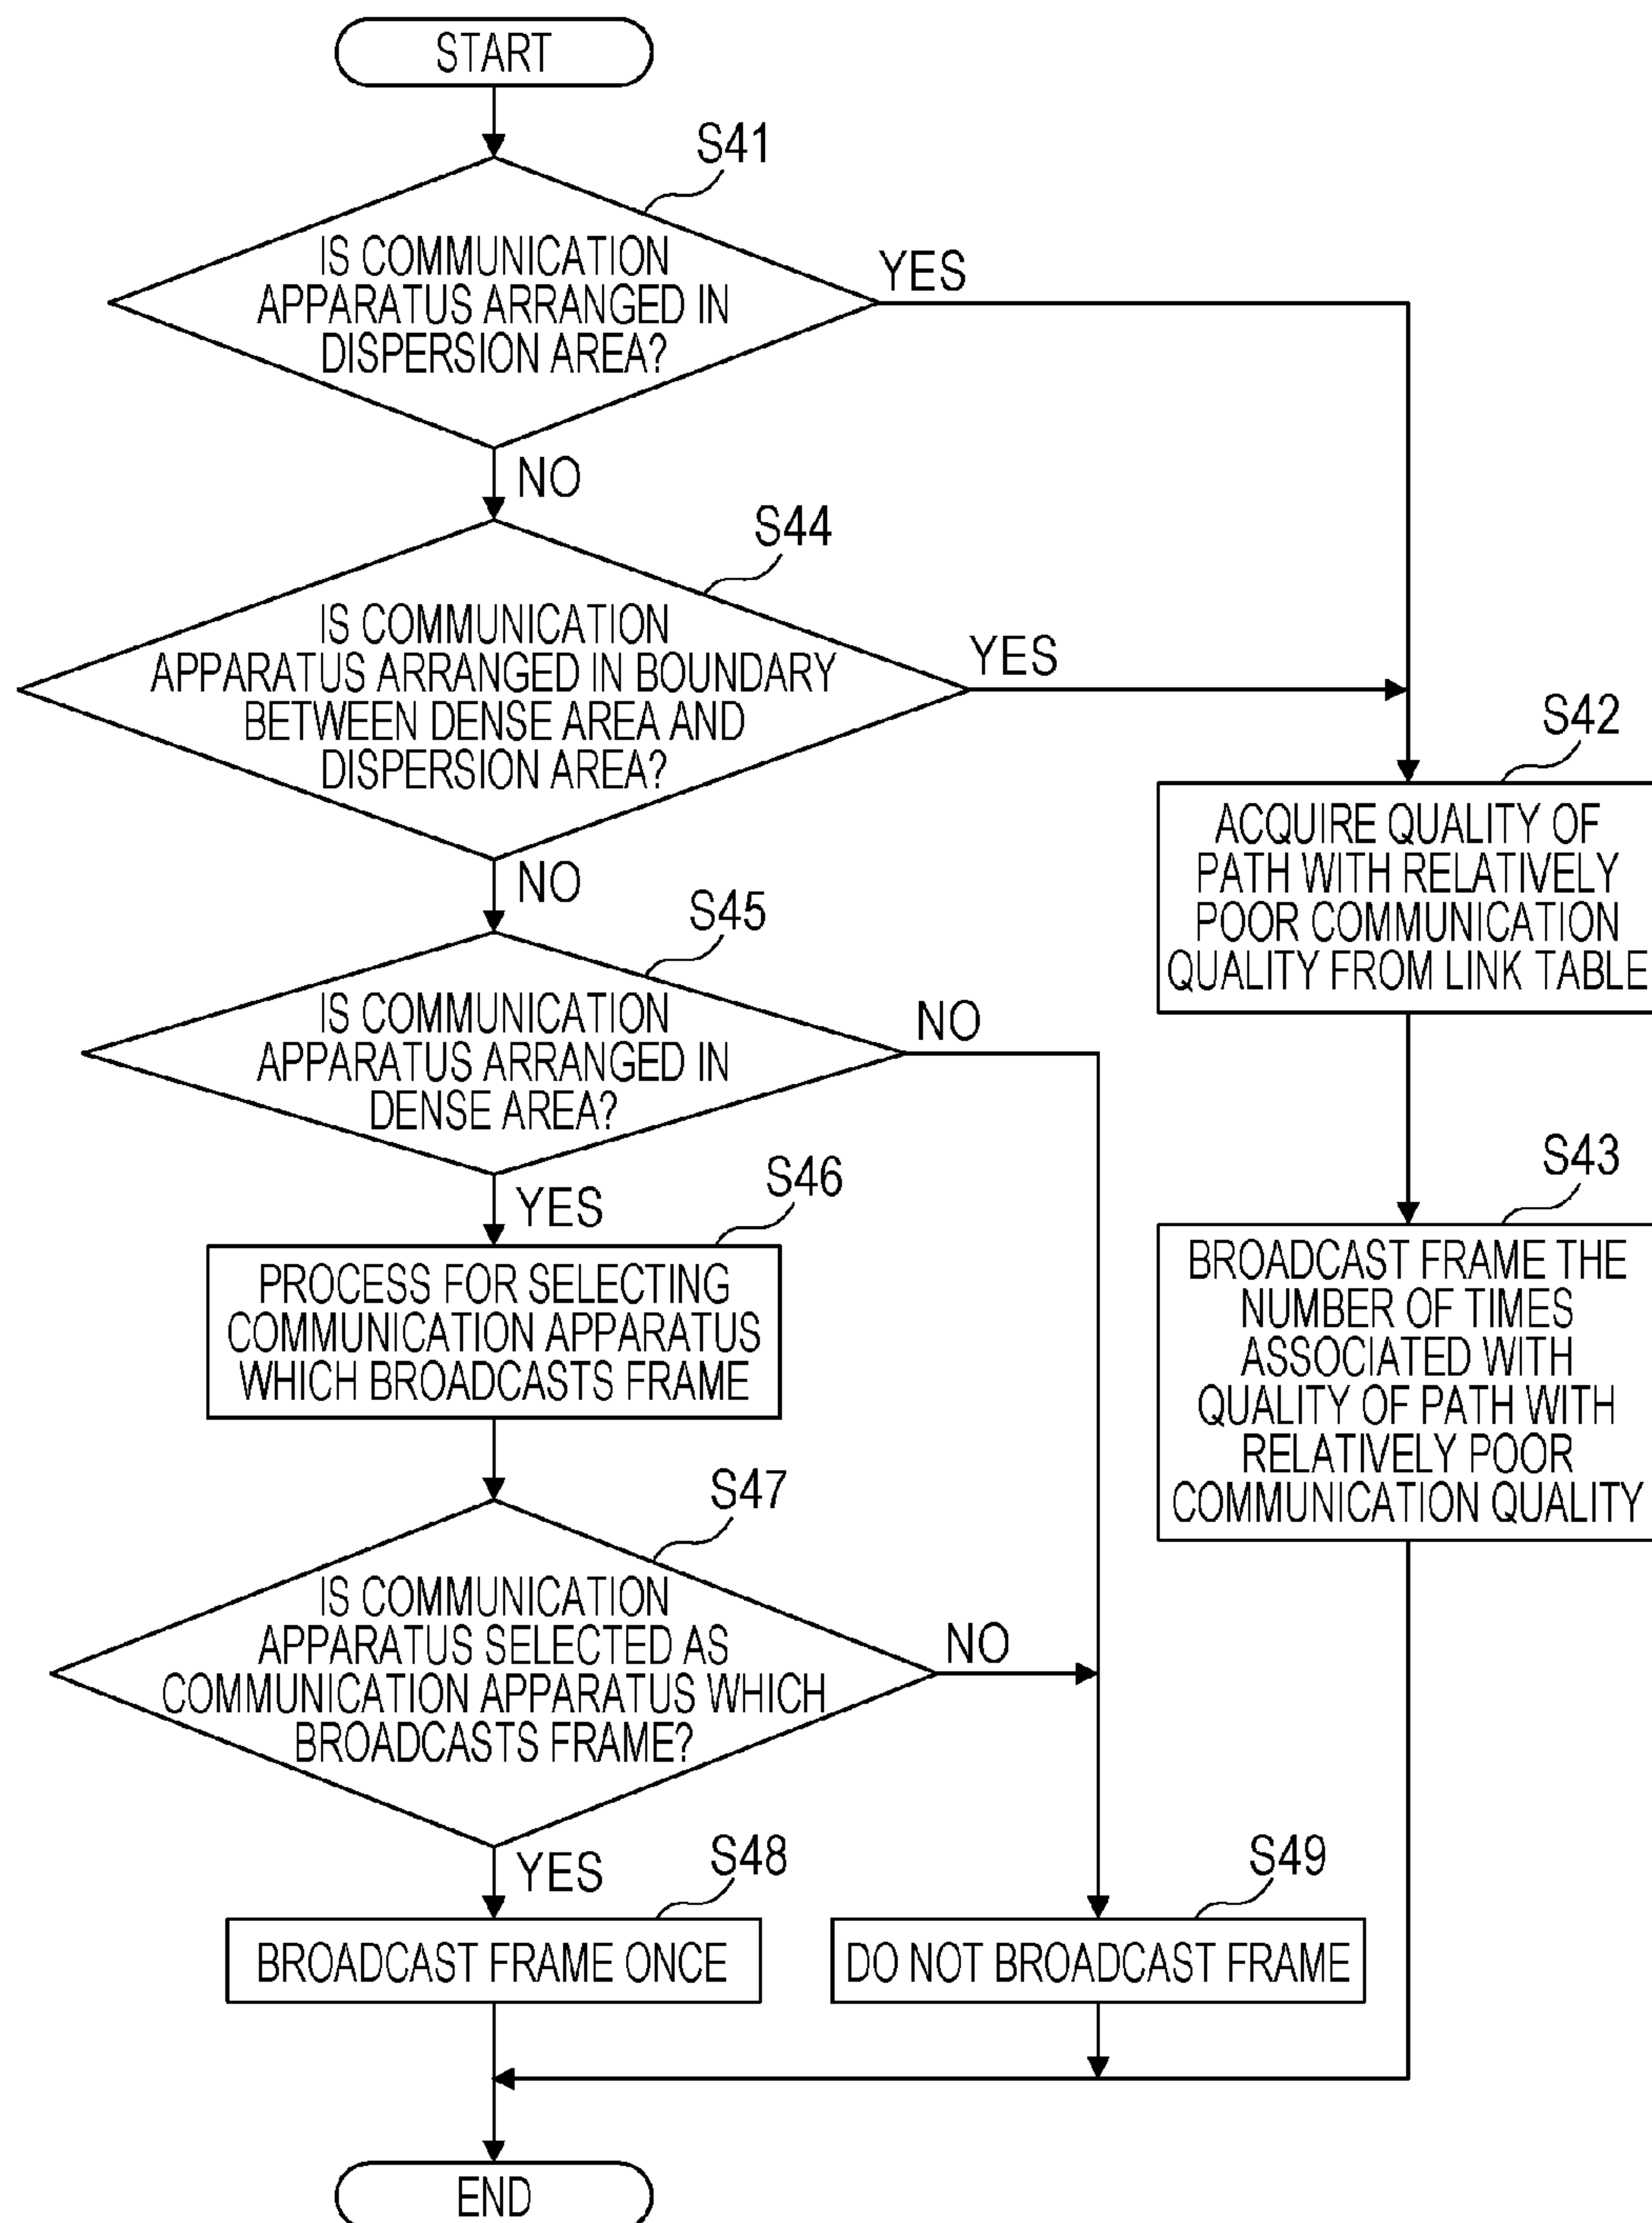 START
S41
IS COMMUNICATION
APPARATUS ARRANGED IN
DISPERSION AREA?
YES
NO
S44
IS COMMUNICATION
APPARATUS ARRANGED IN BOUNDARY
BETWEEN DENSE AREA AND
DISPERSION AREA?
YES
NO
S42
ACQUIRE QUALITY OF
PATH WITH RELATIVELY
POOR COMMUNICATION
QUALITY FROM LINK TABLE
S45
IS COMMUNICATION
APPARATUS ARRANGED IN
DENSE AREA?
NO
YES
S43
BROADCAST FRAME THE
NUMBER OF TIMES
ASSOCIATED WITH
QUALITY OF PATH WITH
RELATIVELY POOR
COMMUNICATION QUALITY
S46
PROCESS FOR SELECTING
COMMUNICATION APPARATUS
WHICH BROADCASTS FRAME
S47
IS COMMUNICATION
APPARATUS SELECTED AS
COMMUNICATION APPARATUS WHICH
BROADCASTS FRAME?
NO
YES
S48
BROADCAST FRAME ONCE
S49
DO NOT BROADCAST FRAME
END